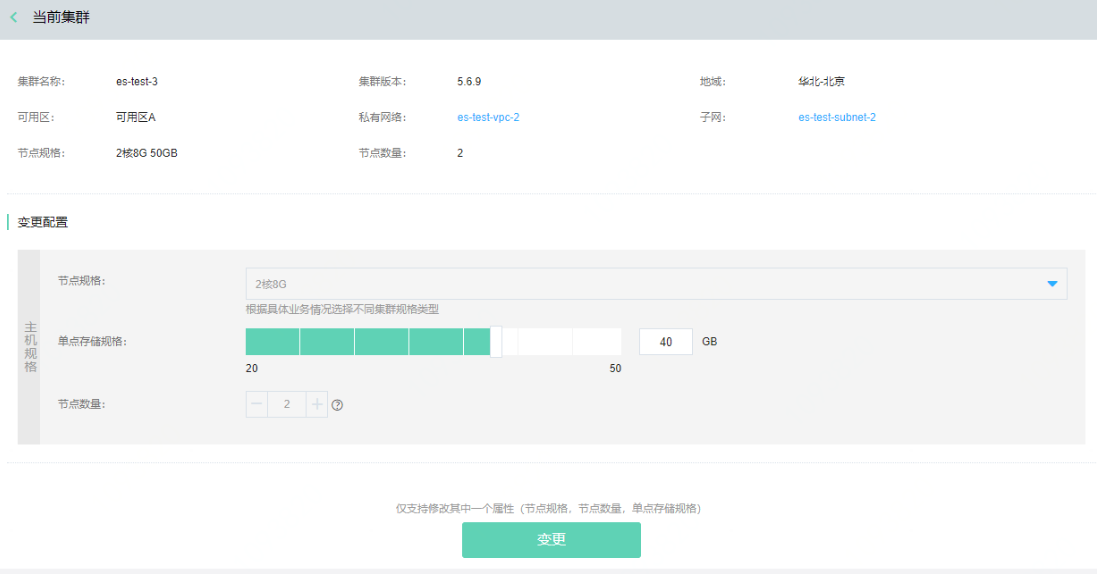 当前集群
集群名称: es-test-3 集群版本: 5.6.9 地域: 华北-北京
可用区: 可用区A 私有网络: es-test-vpc-2 子网: es-test-subnet-2
节点规格: 2核8G 50GB 节点数量: 2
变更配置
主机规格
节点规格: 2核8G
根据具体业务情况选择不同集群规格类型
单点存储规格: 40 GB
20 50
节点数量: 2
仅支持修改其中一个属性（节点规格，节点数量，单点存储规格）
变更